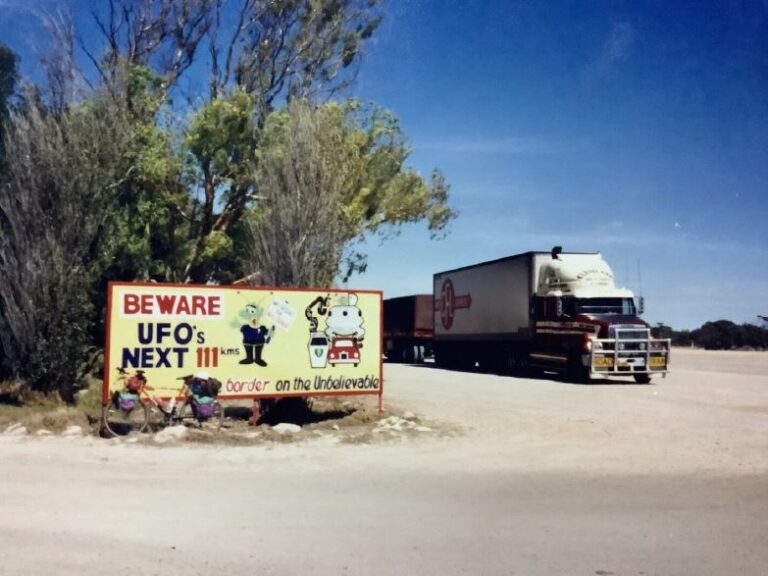 BEWARE
UFO's
NEXT 111 kms
border on the Unbelievable
H